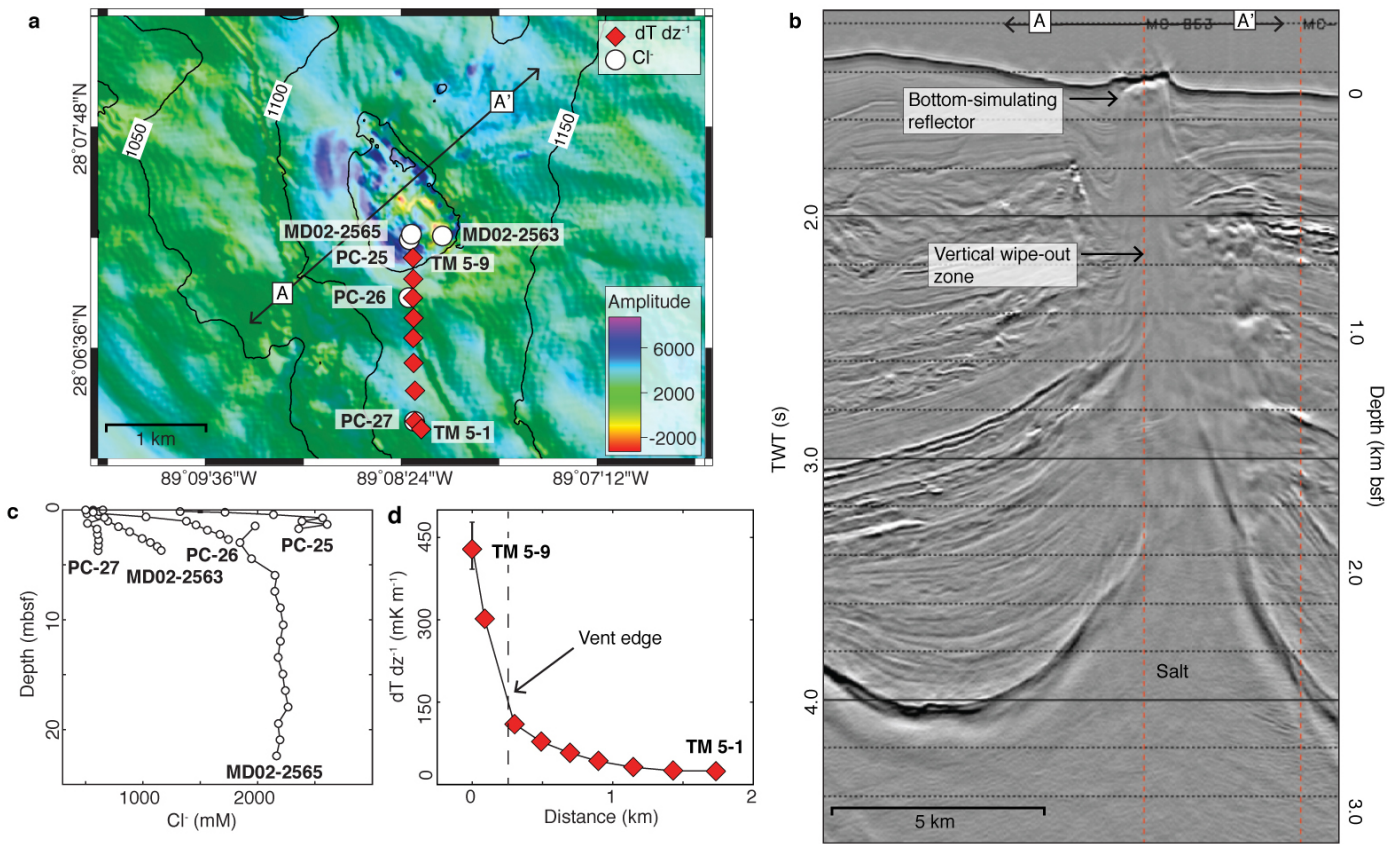 a
dT dz⁻¹
Cl⁻
A'
1050
1100
1150
28°07'48"N
28°06'36"N
MD02-2565
MD02-2563
PC-25
TM 5-9
A
PC-26
Amplitude
6000
2000
-2000
PC-27
TM 5-1
1 km
89°09'36"W
89°08'24"W
89°07'12"W
b
A
MC-853
A'
MC-
Bottom-simulating
reflector
Vertical wipe-out
zone
Salt
5 km
TWT (s)
2.0
3.0
4.0
Depth (km bsf)
0
1.0
2.0
3.0
c
0
10
20
Depth (mbsf)
PC-27
MD02-2563
PC-26
PC-25
MD02-2565
1000
2000
Cl⁻ (mM)
d
450
300
150
0
dT dz⁻¹ (mK m⁻¹)
TM 5-9
Vent edge
TM 5-1
0
1
2
Distance (km)